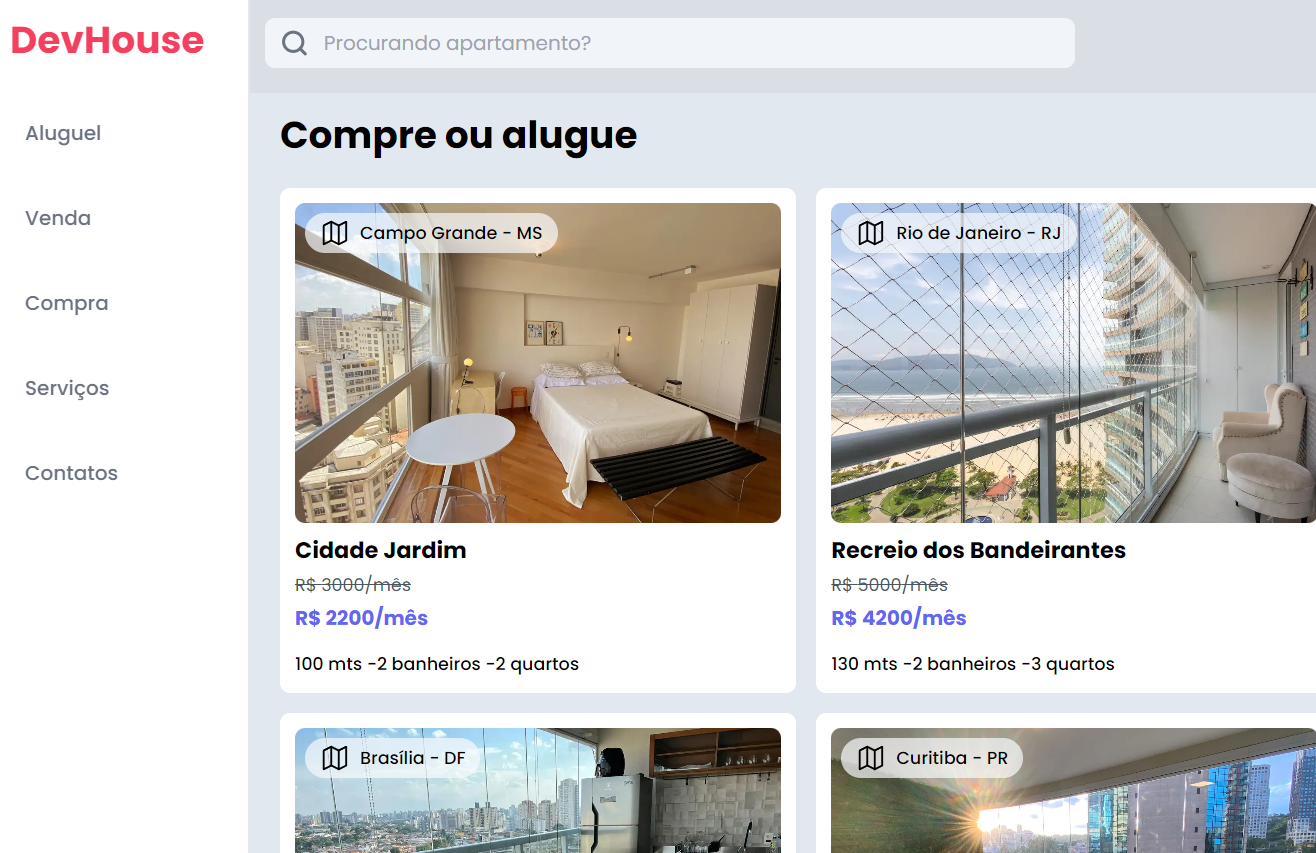 DevHouse
Procurando apartamento?
Aluguel
Venda
Compra
Serviços
Contatos
Compre ou alugue
Campo Grande - MS
Cidade Jardim
R$ 3000/mês
R$ 2200/mês
100 mts -2 banheiros -2 quartos
Rio de Janeiro - RJ
Recreio dos Bandeirantes
R$ 5000/mês
R$ 4200/mês
130 mts -2 banheiros -3 quartos
Brasília - DF
Curitiba - PR